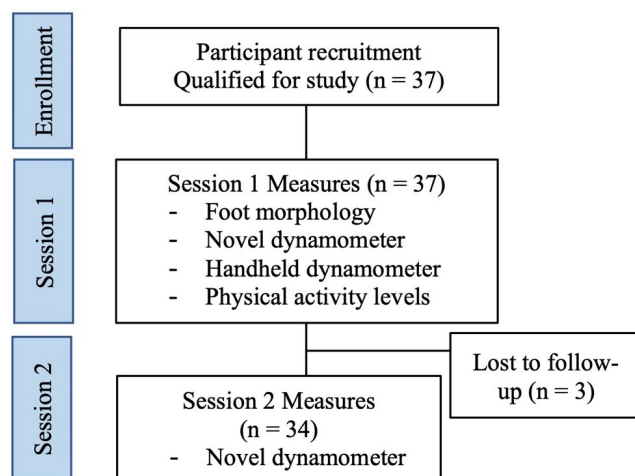 Enrollment
Participant recruitment
Qualified for study (n = 37)
Session 1
Session 1 Measures (n = 37)
- Foot morphology
- Novel dynamometer
- Handheld dynamometer
- Physical activity levels
Lost to follow-
up (n = 3)
Session 2
Session 2 Measures
(n = 34)
- Novel dynamometer